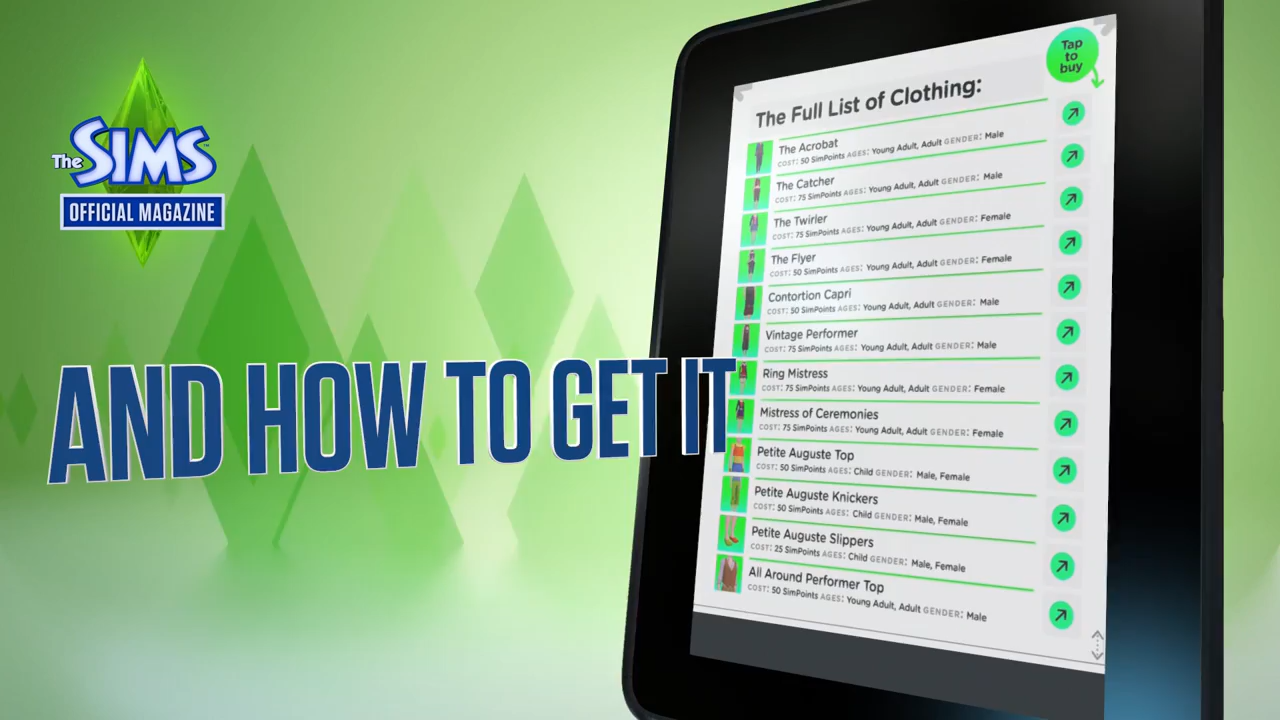 The SIMS™
OFFICIAL MAGAZINE
AND HOW TO GET IT
The Full List of Clothing:
Tap
to
buy
The Acrobat
COST: 50 SimPoints AGES: Young Adult, Adult GENDER: Male
The Catcher
COST: 75 SimPoints AGES: Young Adult, Adult GENDER: Male
The Twirler
COST: 75 SimPoints AGES: Young Adult, Adult GENDER: Female
The Flyer
COST: 50 SimPoints AGES: Young Adult, Adult GENDER: Female
Contortion Capri
COST: 50 SimPoints AGES: Young Adult, Adult GENDER: Male
Vintage Performer
COST: 75 SimPoints AGES: Young Adult, Adult GENDER: Male
Ring Mistress
COST: 75 SimPoints AGES: Young Adult, Adult GENDER: Female
Mistress of Ceremonies
COST: 75 SimPoints AGES: Young Adult, Adult GENDER: Female
Petite Auguste Top
COST: 50 SimPoints AGES: Child GENDER: Male, Female
Petite Auguste Knickers
COST: 50 SimPoints AGES: Child GENDER: Male, Female
Petite Auguste Slippers
COST: 25 SimPoints AGES: Child GENDER: Male, Female
All Around Performer Top
COST: 50 SimPoints AGES: Young Adult, Adult GENDER: Male